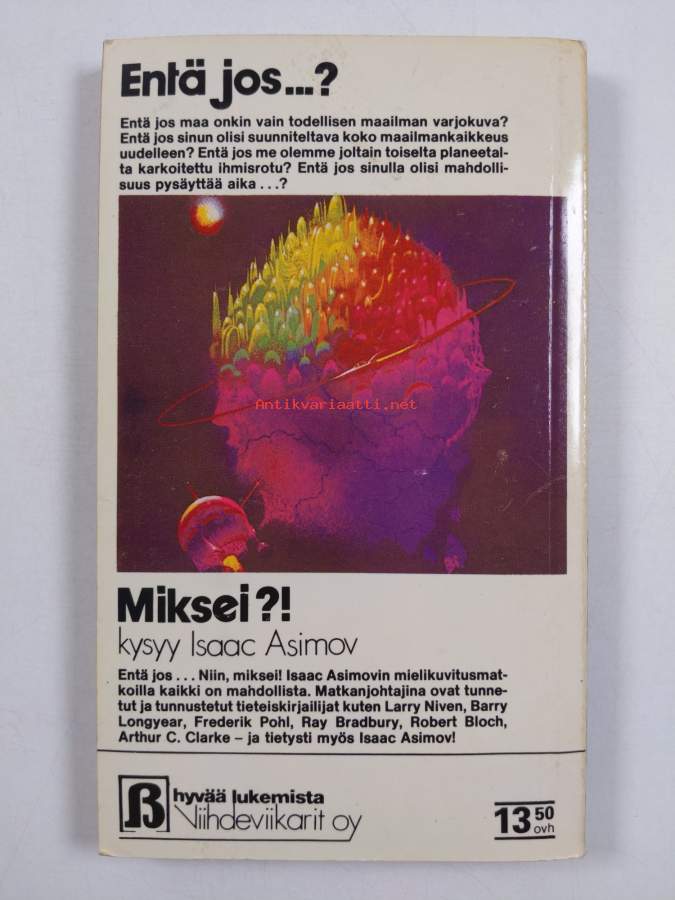 Entä jos...?
Entä jos maa onkin vain todellisen maailman varjokuva?
Entä jos sinun olisi suunniteltava koko maailmankaikkeus
uudelleen? Entä jos me olemme joltain toiselta planeetal-
ta karkoitettu ihmisrotu? Entä jos sinulla olisi mahdolli-
suus pysäyttää aika...?
Antikvariaatti.net
Miksei?!
kysyy Isaac Asimov
Entä jos... Niin, miksei! Isaac Asimovin mielikuvitusmat-
koilla kaikki on mahdollista. Matkanjohtajina ovat tunne-
tut ja tunnustetut tieteiskirjailijat kuten Larry Niven, Barry
Longyear, Frederik Pohl, Ray Bradbury, Robert Bloch,
Arthur C. Clarke – ja tietysti myös Isaac Asimov!
[ß] hyvää lukemista
Viihdeviikarit oy
13 50
ovh